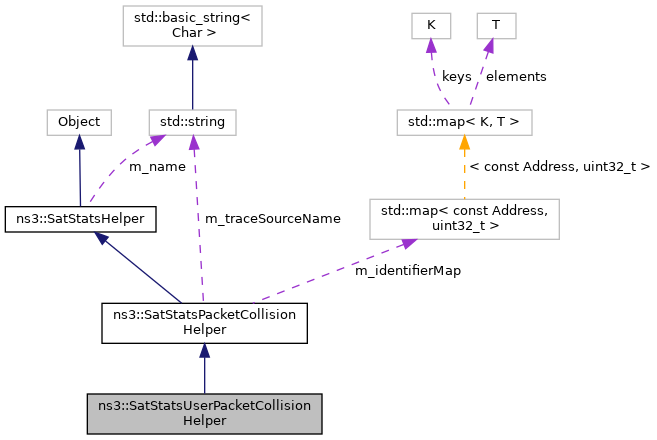 std::basic_string<
Char >
K
T
keys
elements
Object
std::string
std::map< K, T >
m_name
< const Address, uint32_t >
ns3::SatStatsHelper
m_traceSourceName
std::map< const Address,
uint32_t >
m_identifierMap
ns3::SatStatsPacketCollision
Helper
ns3::SatStatsUserPacketCollision
Helper